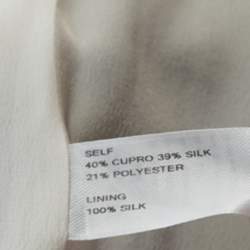 SELF
40% CUPRO 39% SILK
21% POLYESTER
LINING
100% SILK